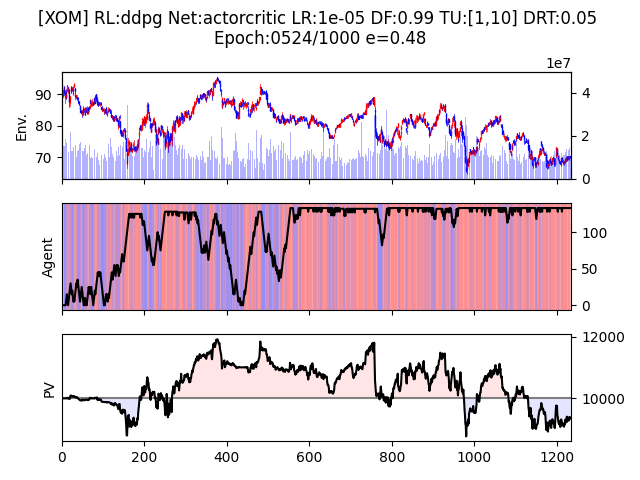 [XOM] RL:ddpg Net:actorcritic LR:1e-05 DF:0.99 TU:[1,10] DRT:0.05
Epoch:0524/1000 e=0.48
1e7
Env.
90
80
70
4
2
0
Agent
100
50
0
PV
12000
10000
0 200 400 600 800 1000 1200